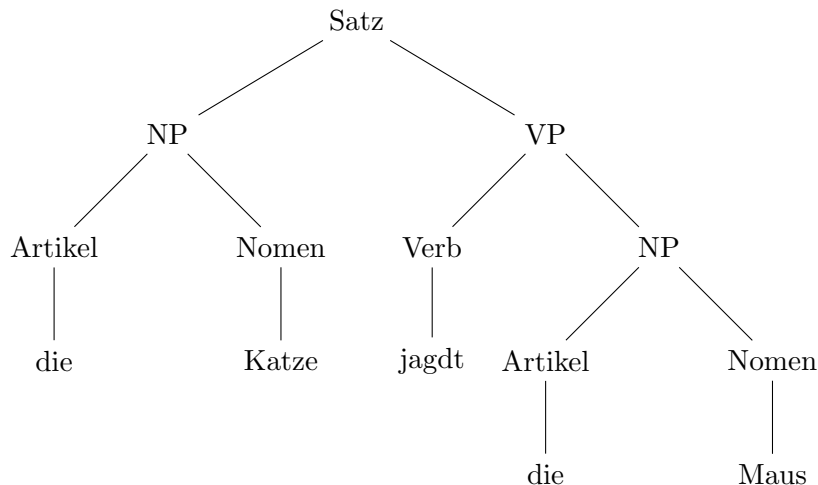 Satz
NP VP
Artikel Nomen Verb NP
die Katze jagdt Artikel Nomen
die Maus